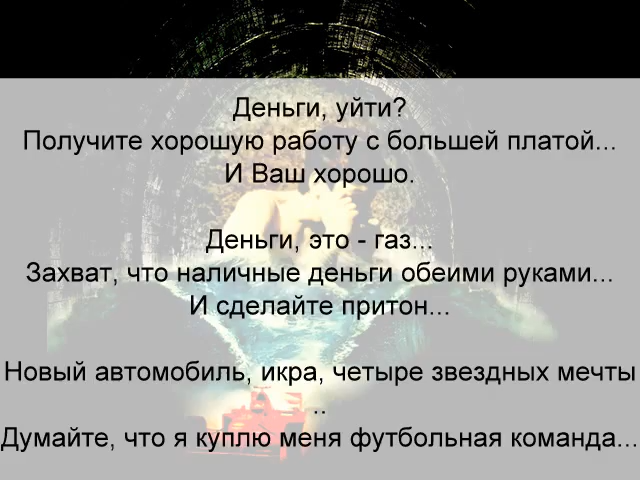 Деньги, уйти?
Получите хорошую работу с большей платой...
И Ваш хорошо.
Деньги, это - газ...
Захват, что наличные деньги обеими руками...
И сделайте притон...
Новый автомобиль, икра, четыре звездных мечты
..
Думайте, что я куплю меня футбольная команда...